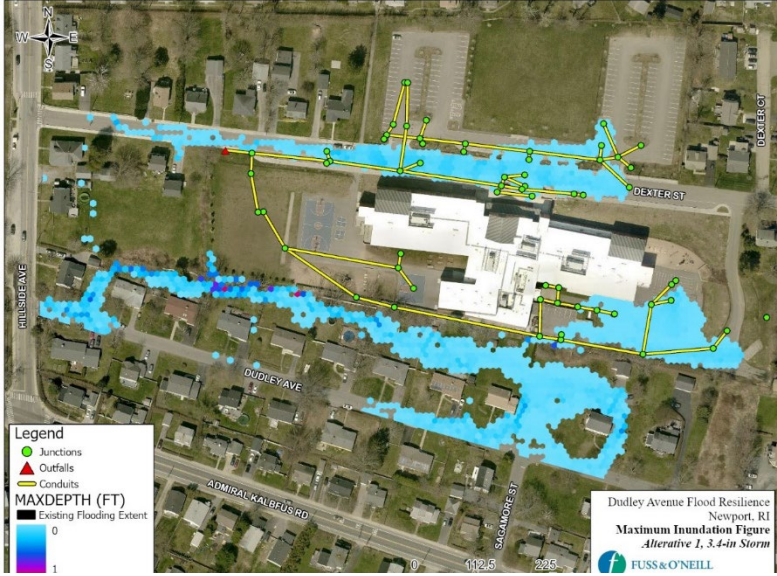 N
W E
S
DEXTER CT
DEXTER ST
HILLSIDE AVE
DUDLEY AVE
SAGAMORE ST
ADMIRAL KALBFUS RD
Legend
Junctions
Outfalls
Conduits
MAXDEPTH (FT)
Existing Flooding Extent
0
1
0 112.5 225
Dudley Avenue Flood Resilience
Newport, RI
Maximum Inundation Figure
Alterative 1, 3.4-in Storm
f FUSS & O'NEILL